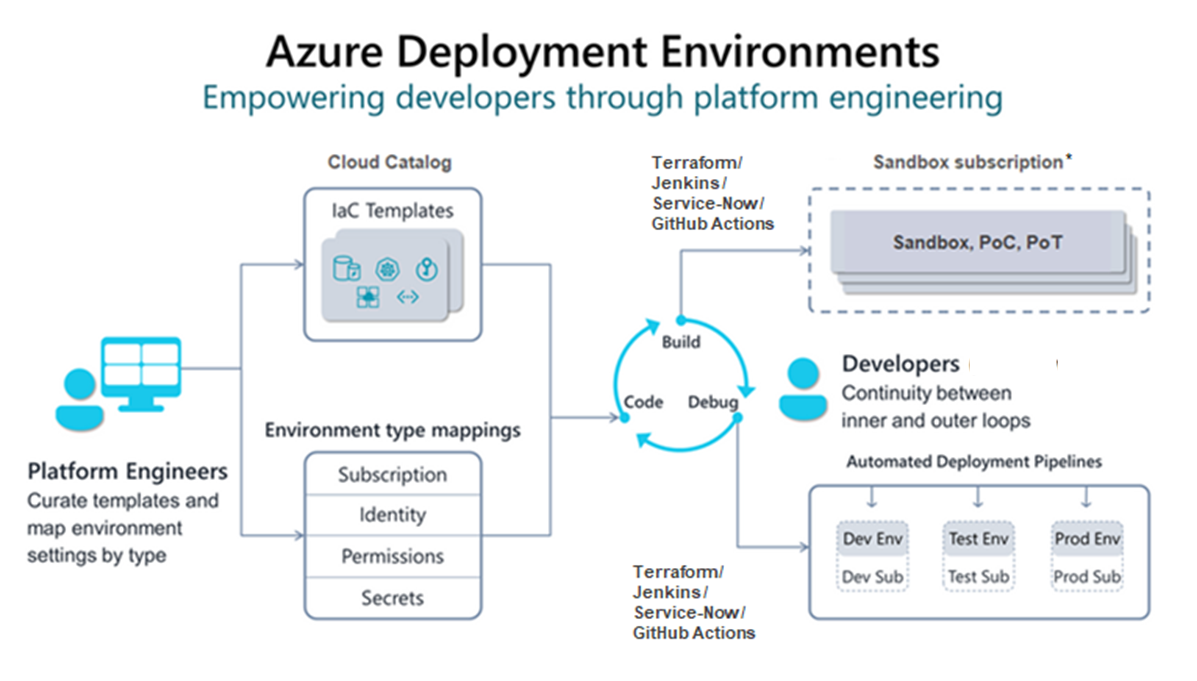 Azure Deployment Environments
Empowering developers through platform engineering
Cloud Catalog
IaC Templates
Platform Engineers
Curate templates and
map environment
settings by type
Environment type mappings
Subscription
Identity
Permissions
Secrets
Terraform/
Jenkins/
Service-Now/
GitHub Actions
Build
Code
Debug
Sandbox subscription*
Sandbox, PoC, PoT
Developers
Continuity between
inner and outer loops
Terraform/
Jenkins/
Service-Now/
GitHub Actions
Automated Deployment Pipelines
Dev Env
Dev Sub
Test Env
Test Sub
Prod Env
Prod Sub